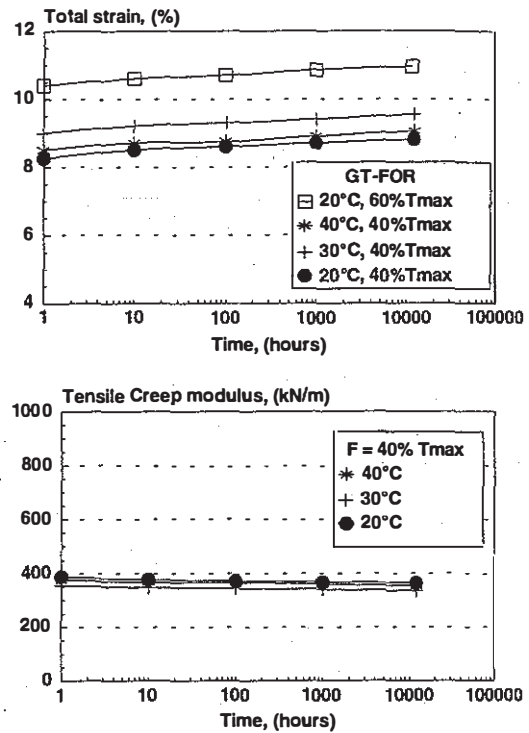 Total strain, (%)
12
10
8
6
4
GT-FOR
20°C, 60%Tmax
40°C, 40%Tmax
30°C, 40%Tmax
20°C, 40%Tmax
1 10 100 1000 10000 100000
Time, (hours)
Tensile Creep modulus, (kN/m)
1000
800
600
400
200
0
F = 40% Tmax
40°C
30°C
20°C
1 10 100 1000 10000 100000
Time, (hours)